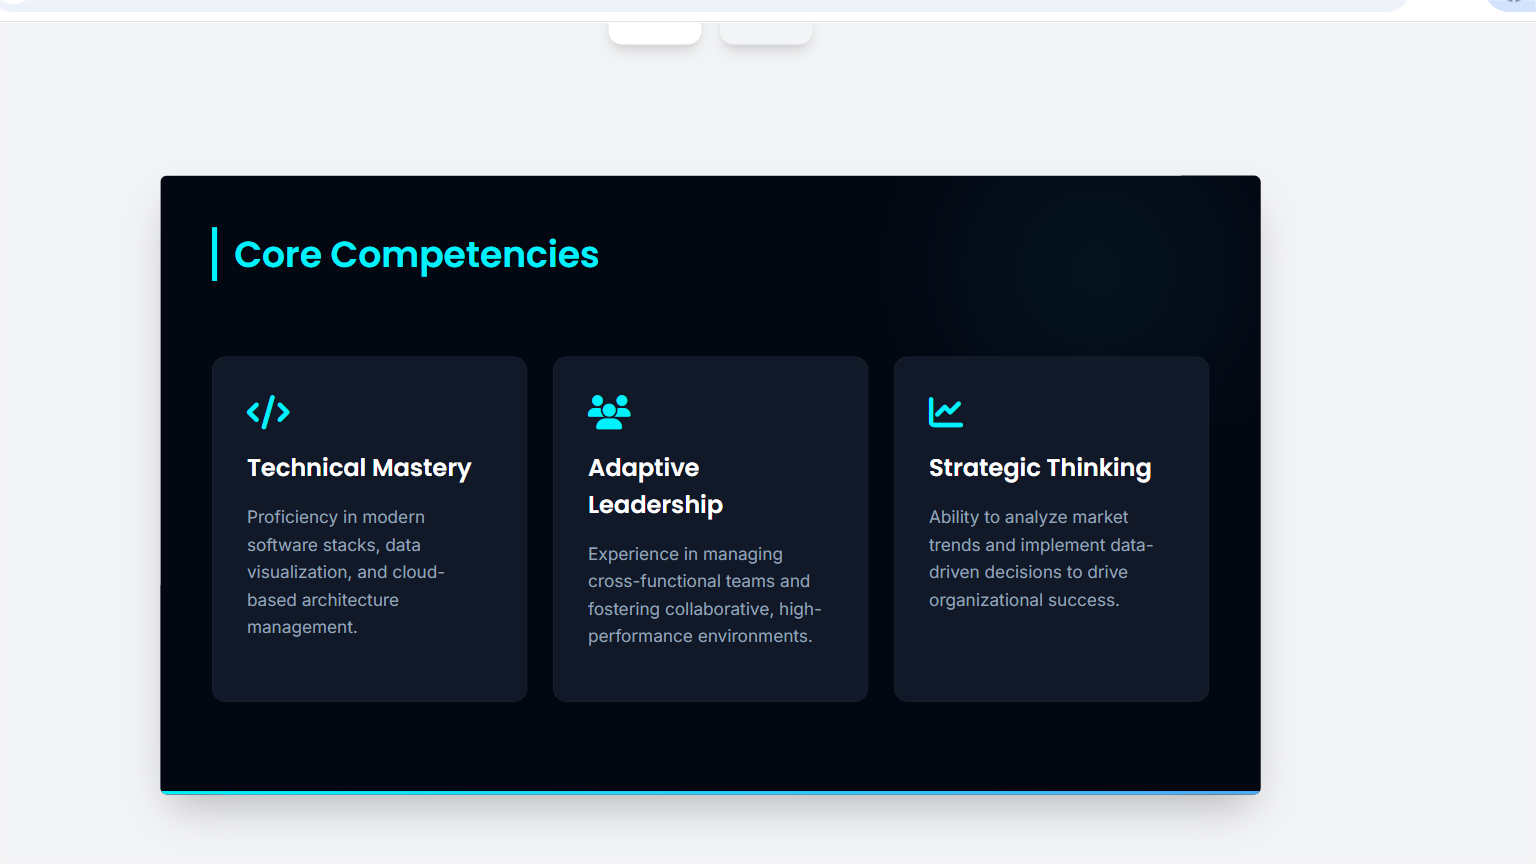 Core Competencies
Technical Mastery
Proficiency in modern
software stacks, data
visualization, and cloud-
based architecture
management.
Adaptive
Leadership
Experience in managing
cross-functional teams and
fostering collaborative, high-
performance environments.
Strategic Thinking
Ability to analyze market
trends and implement data-
driven decisions to drive
organizational success.